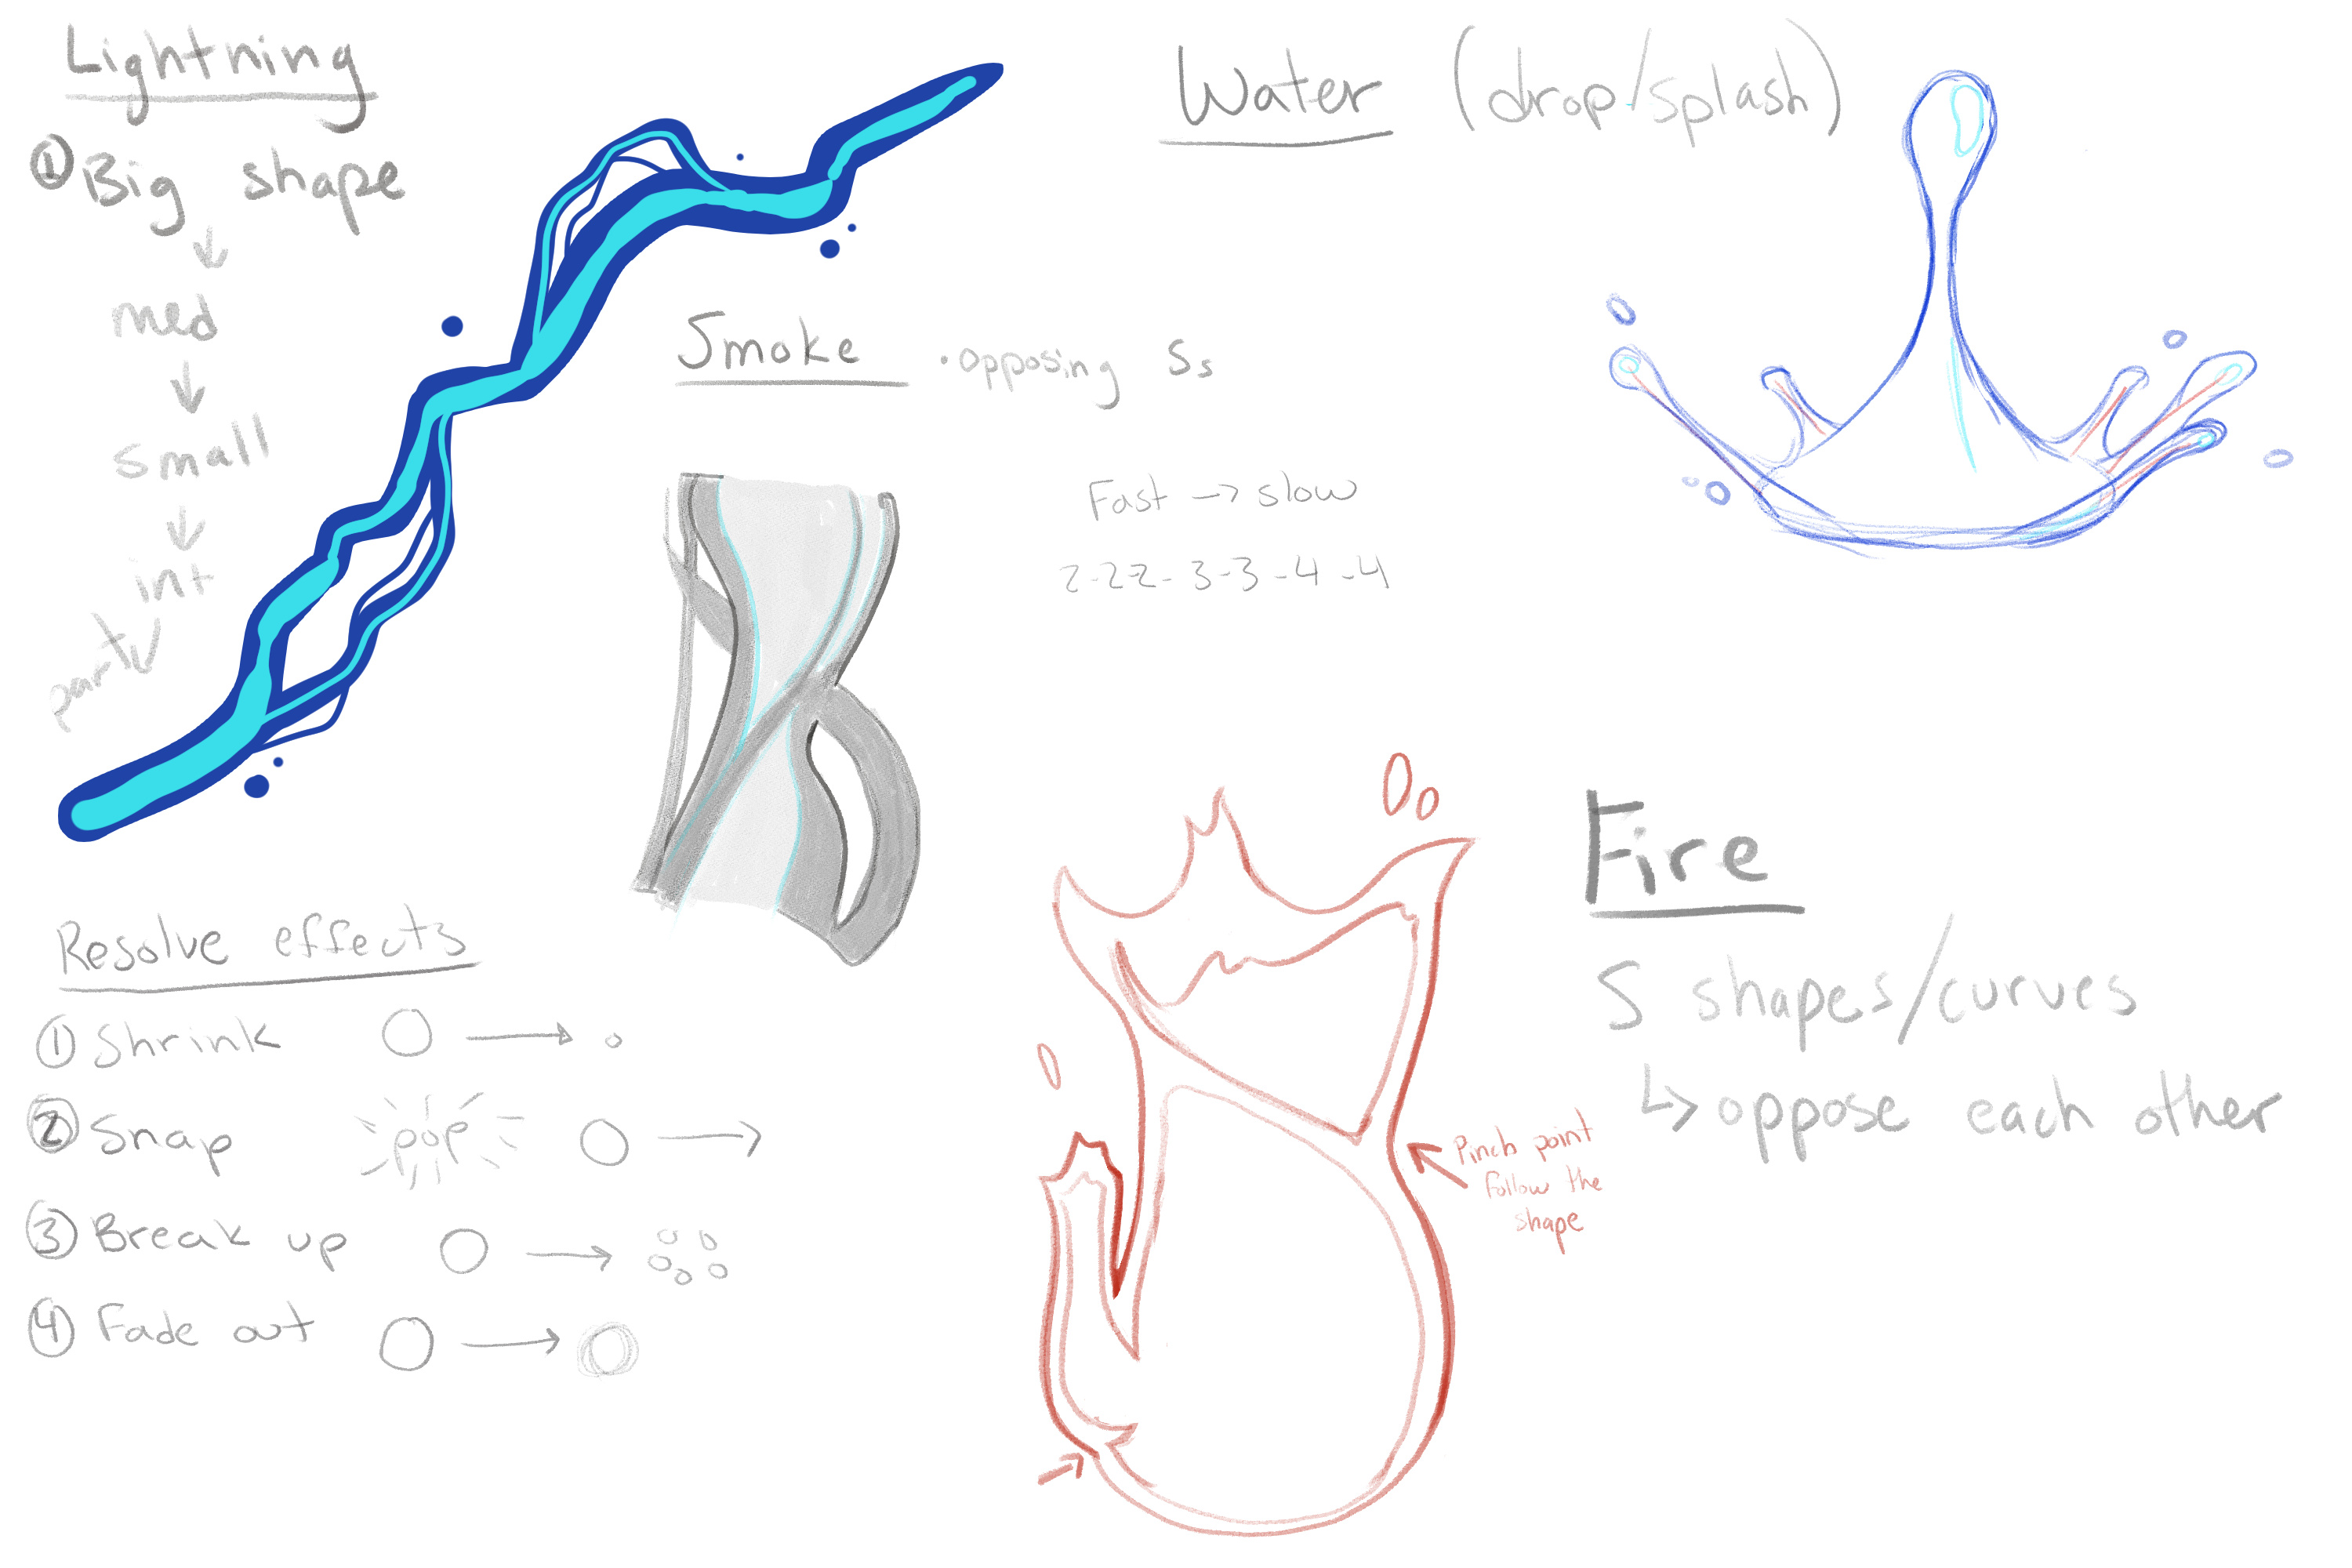 Lightning
① Big shape
↓
med
↓
small
↓
int
↓
part
Water (drop/splash)
Smoke • opposing Ss
Fast → slow
2-2-2-3-3-4-4
Resolve effects
① Shrink
② Snap pop
③ Break up
④ Fade out
Fire
S shapes/curves
↳ oppose each other
Pinch point
follow the
shape